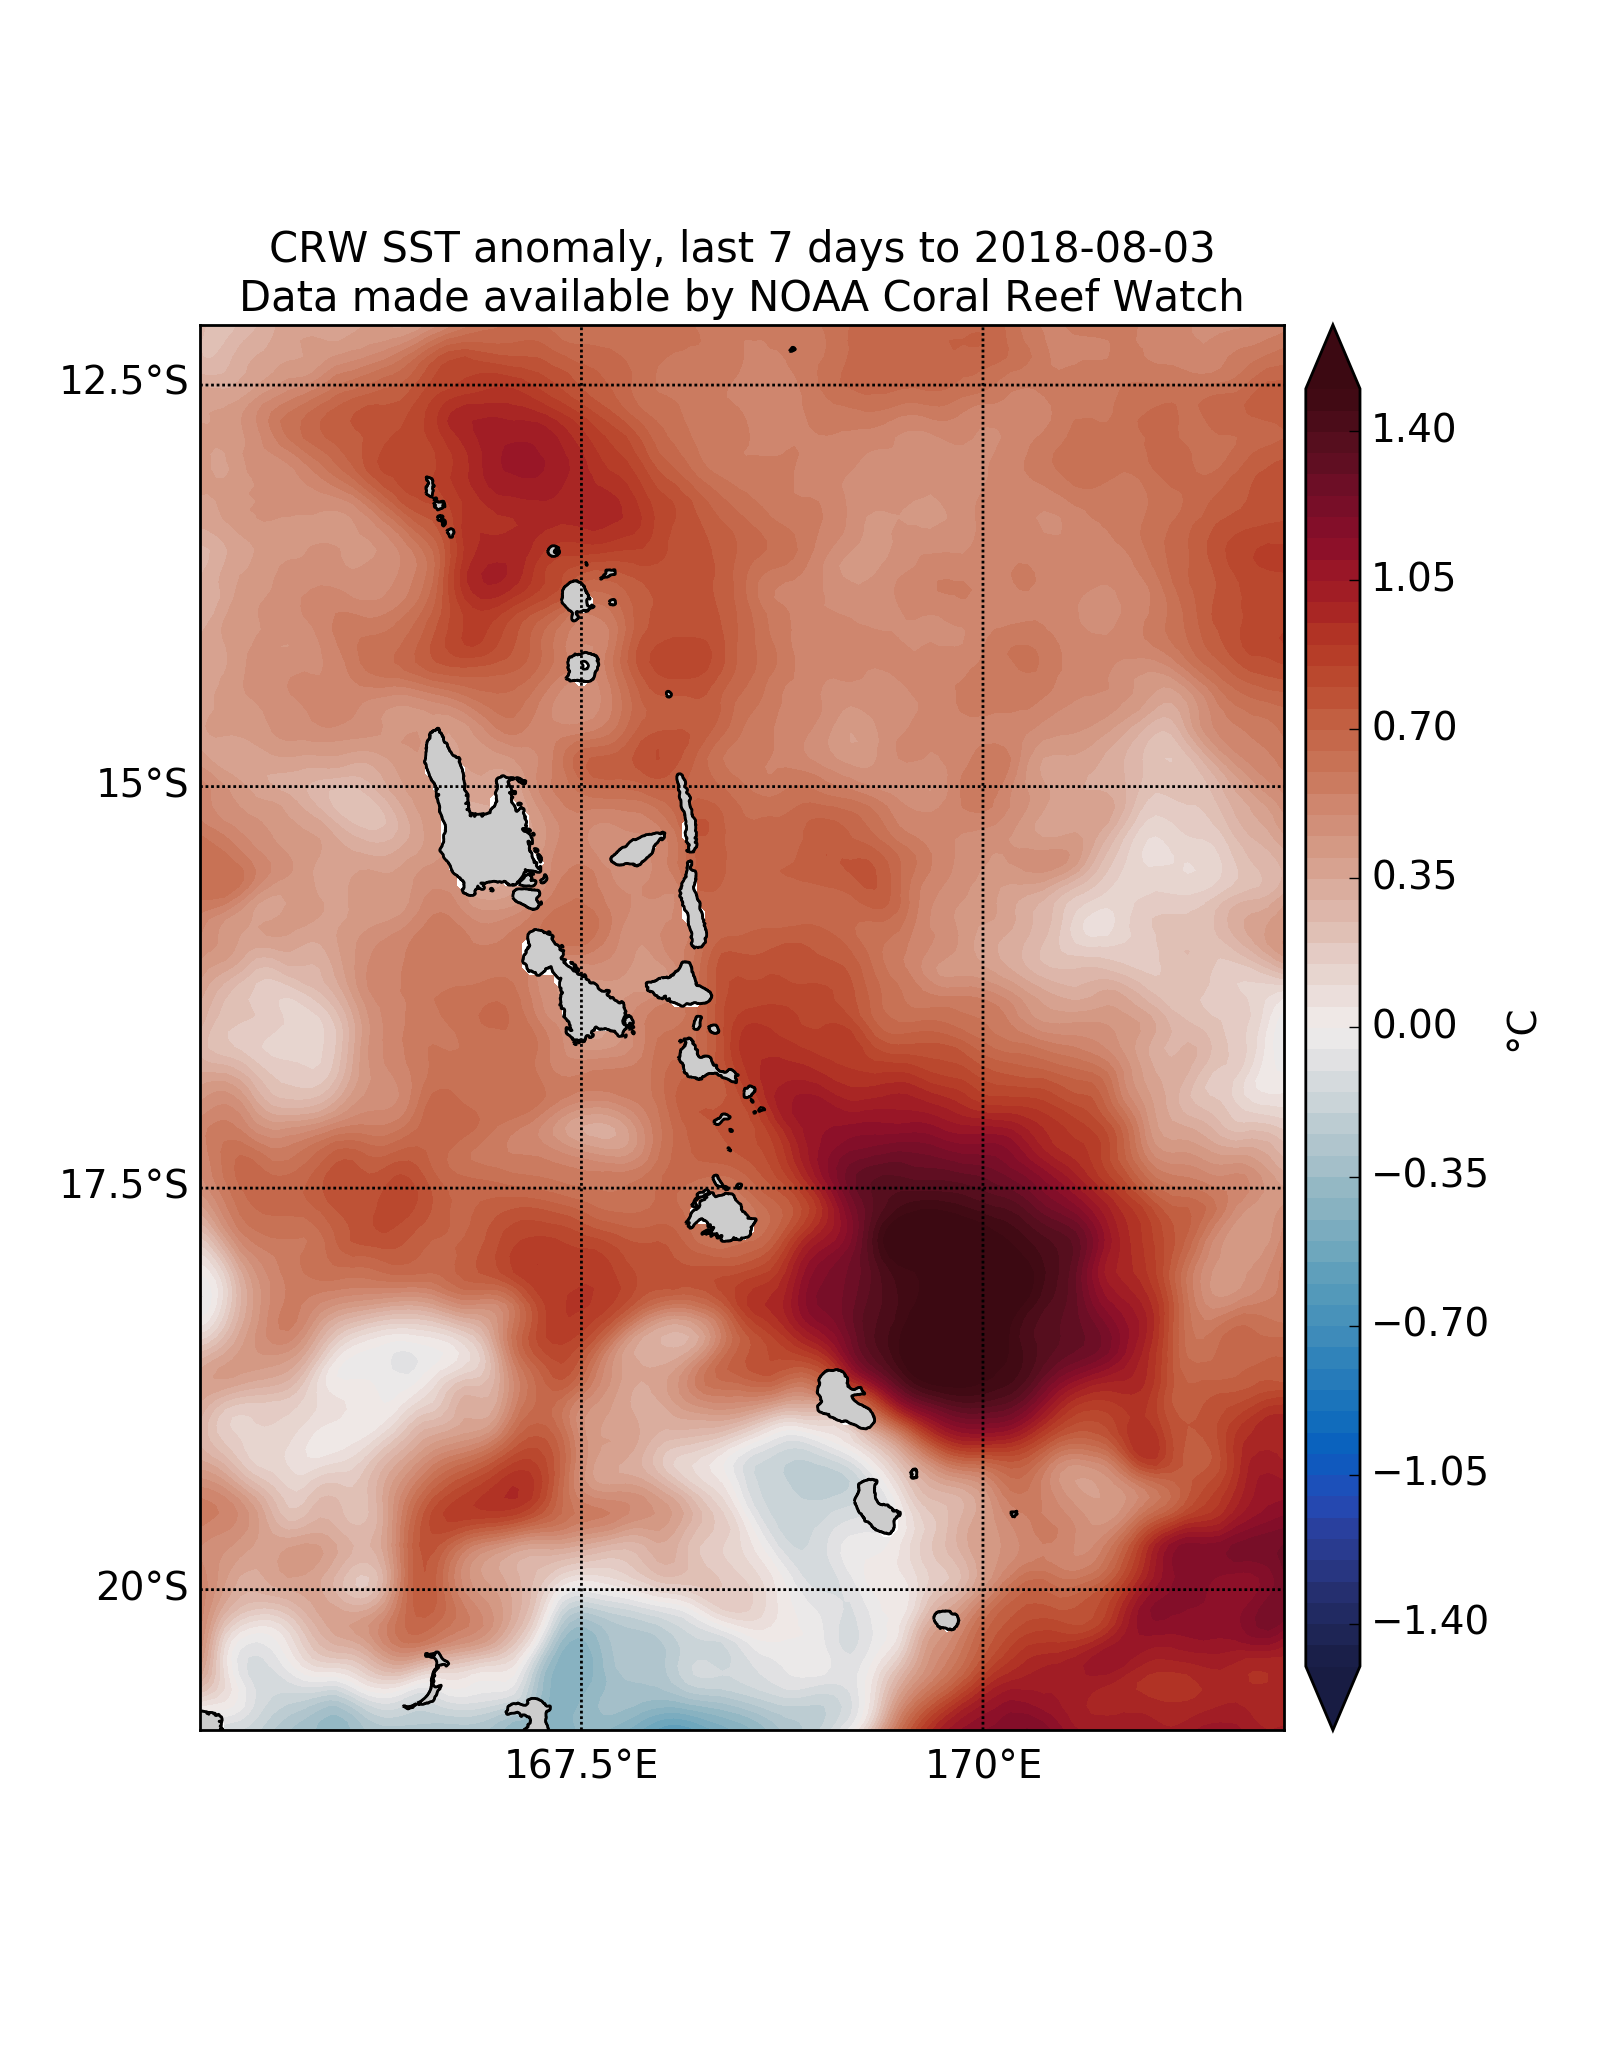 CRW SST anomaly, last 7 days to 2018-08-03
Data made available by NOAA Coral Reef Watch
12.5°S
15°S
17.5°S
20°S
167.5°E
170°E
1.40
1.05
0.70
0.35
0.00
−0.35
−0.70
−1.05
−1.40
°C